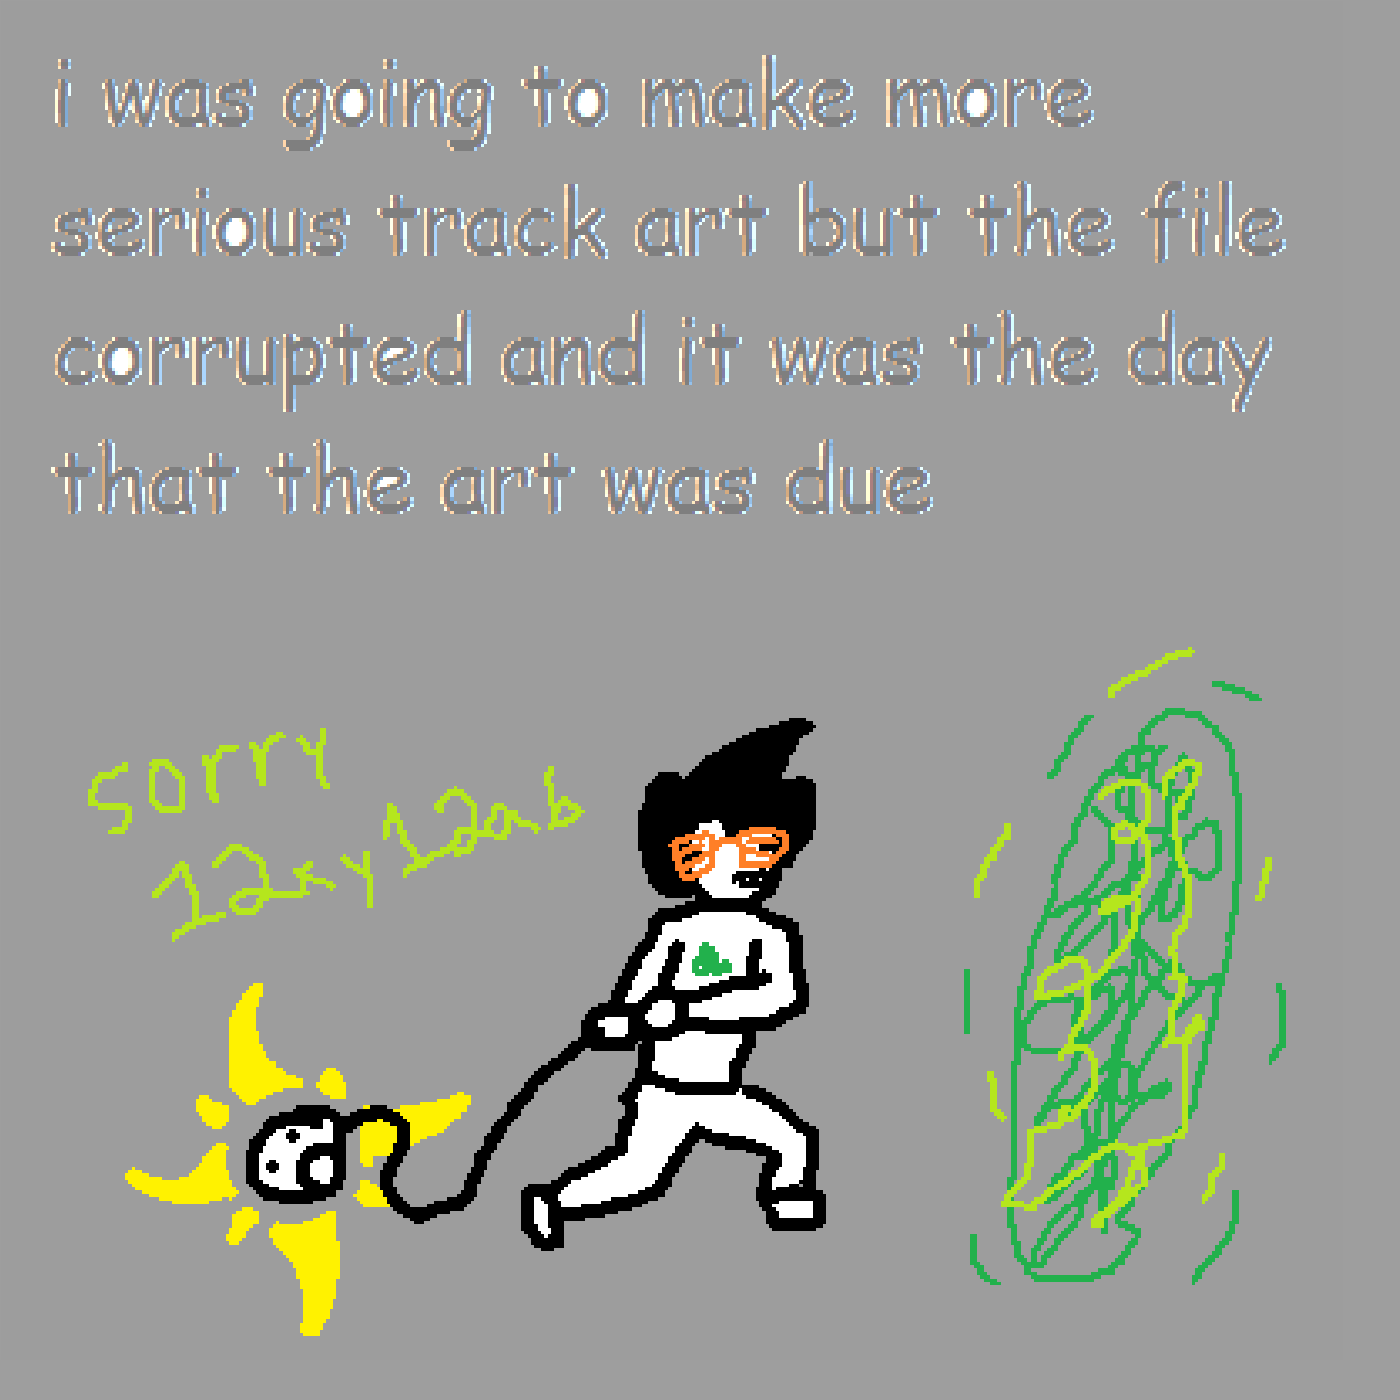 i was going to make more
serious track art but the file
corrupted and it was the day
that the art was due
sorry
12xy12ab